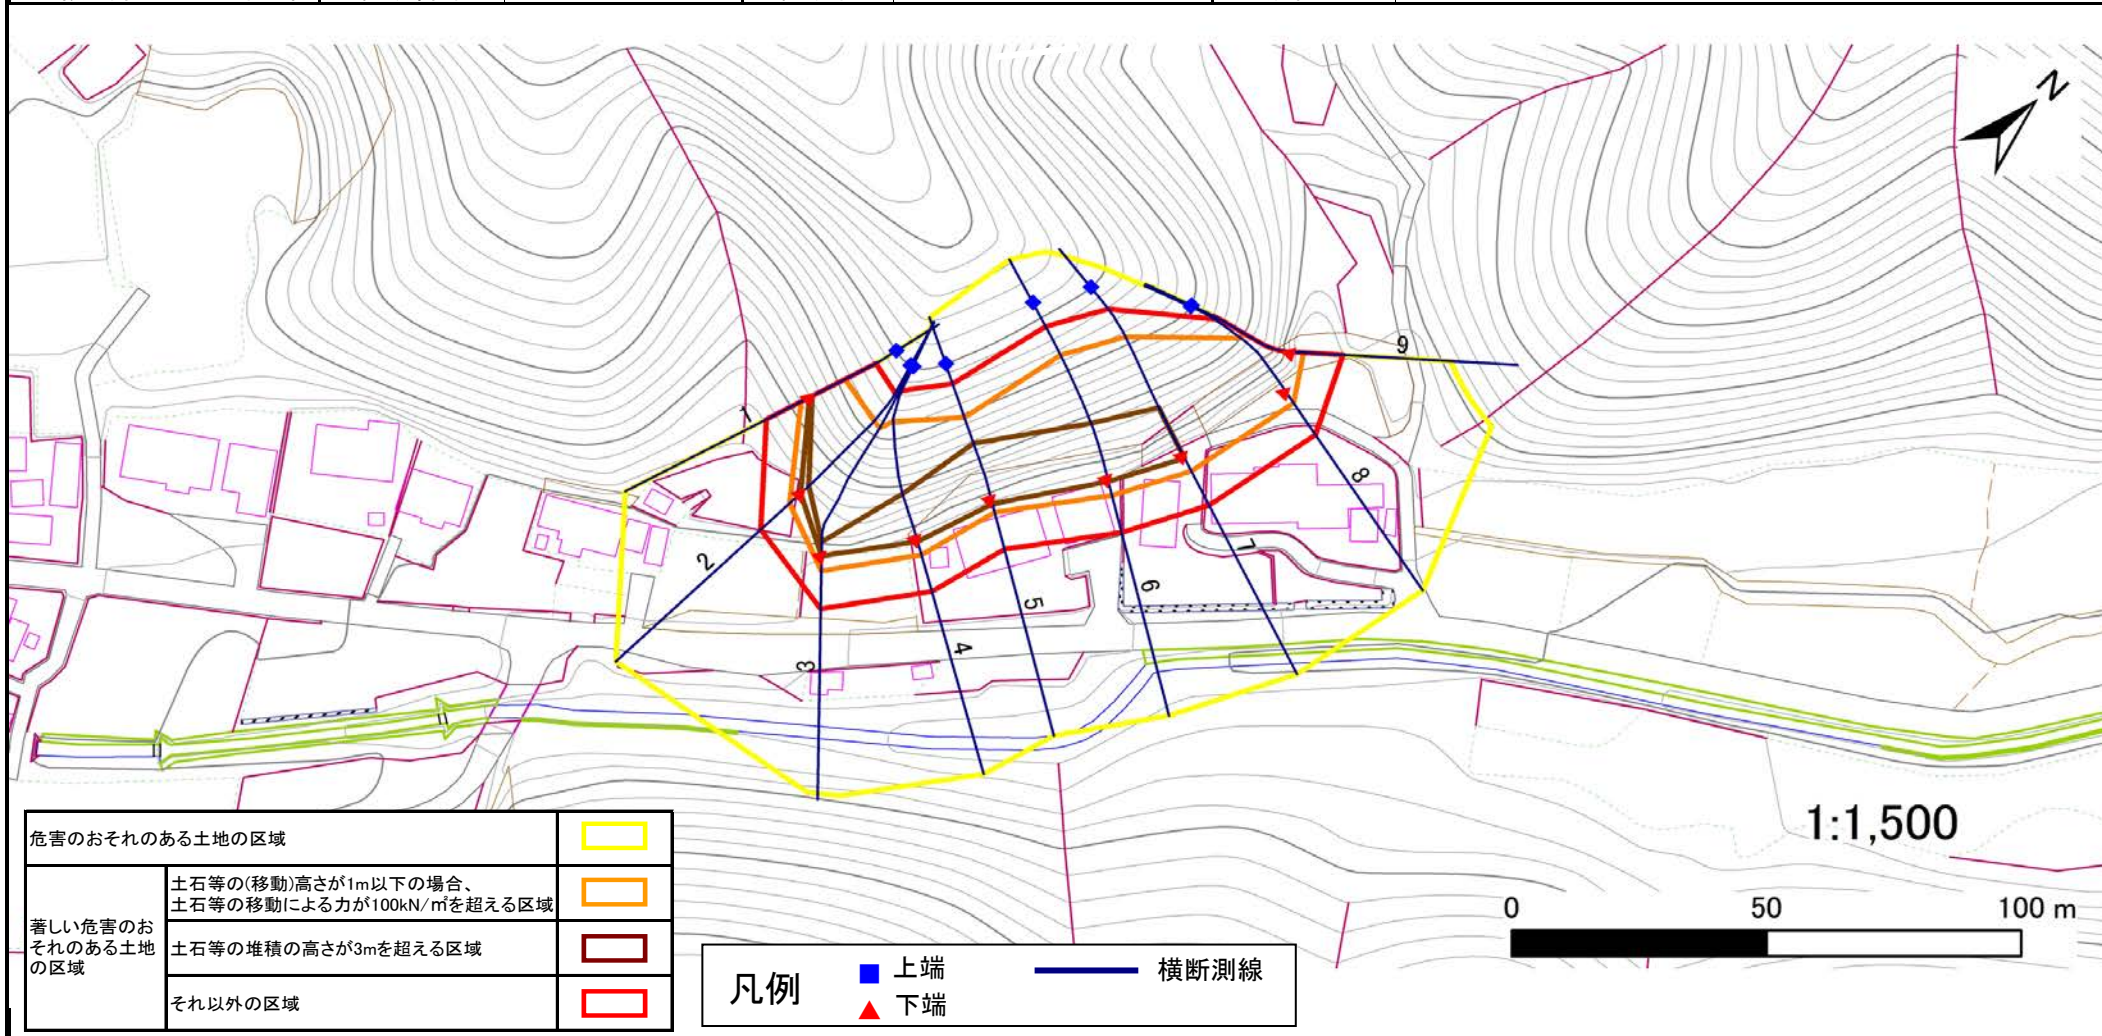 N
1
2
3
4
5
6
7
8
9
1:1,500
0 50 100 m
危害のおそれのある土地の区域
著しい危害のお
それのある土地
の区域
土石等の(移動)高さが1m以下の場合、
土石等の移動による力が100kN/㎡を超える区域
土石等の堆積の高さが3mを超える区域
それ以外の区域
凡例
上端
下端
横断測線